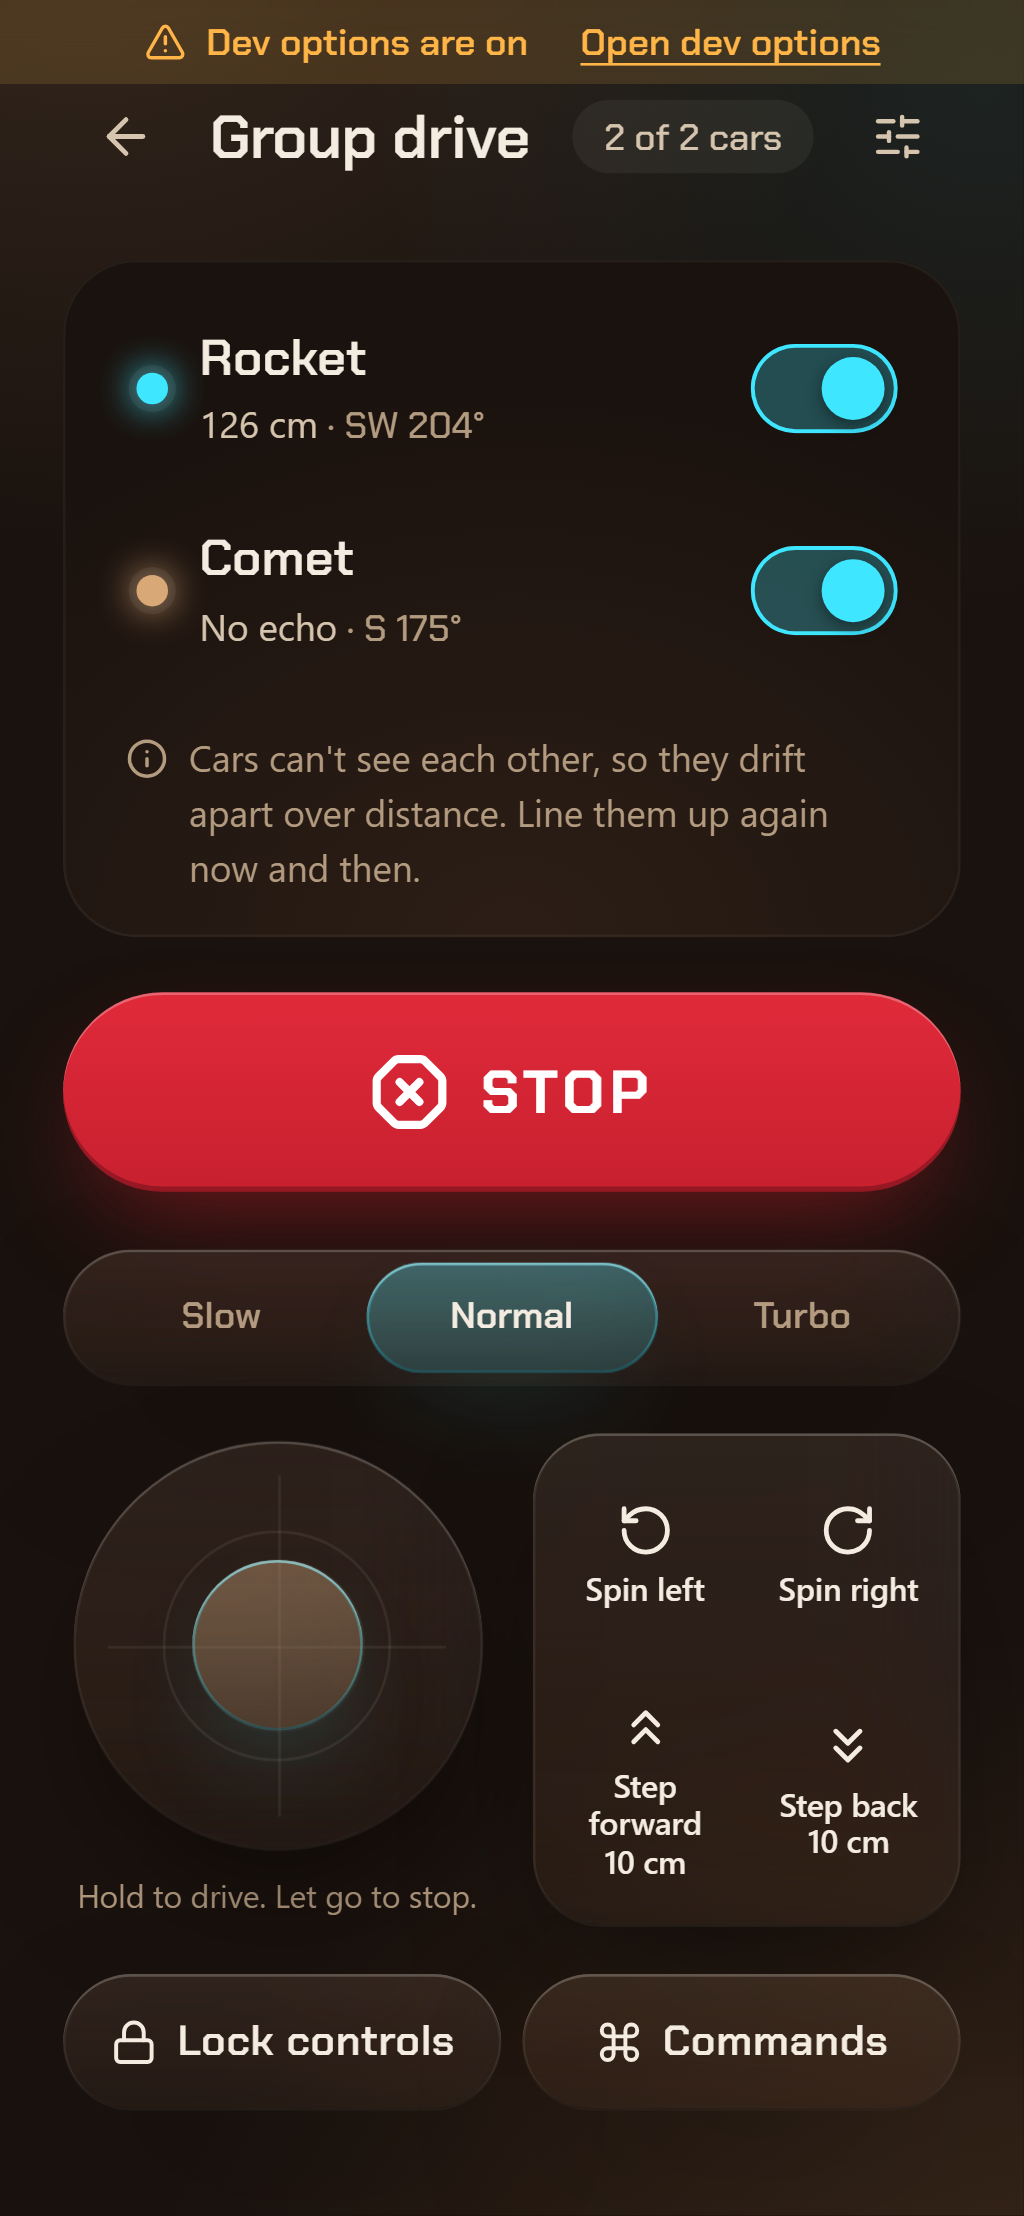 Dev options are on Open dev options
Group drive 2 of 2 cars
Rocket
126 cm · SW 204°
Comet
No echo · S 175°
Cars can't see each other, so they drift
apart over distance. Line them up again
now and then.
STOP
Slow Normal Turbo
Spin left Spin right
Step
forward
10 cm
Step back
10 cm
Hold to drive. Let go to stop.
Lock controls Commands